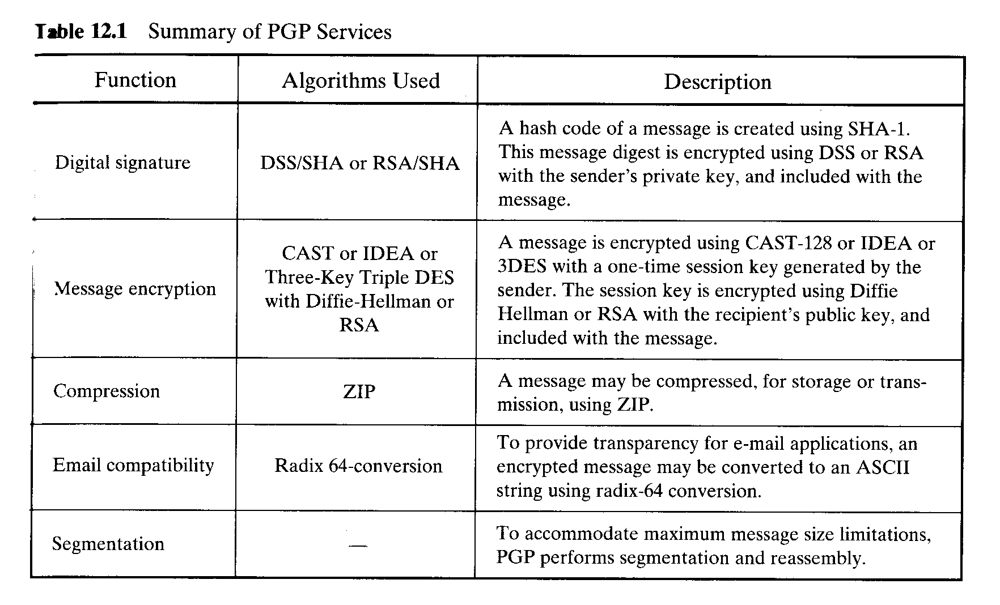 Table 12.1 Summary of PGP Services
Function Algorithms Used Description
Digital signature
DSS/SHA or RSA/SHA
A hash code of a message is created using SHA-1.
This message digest is encrypted using DSS or RSA
with the sender's private key, and included with the
message.
Message encryption
CAST or IDEA or
Three-Key Triple DES
with Diffie-Hellman or
RSA
A message is encrypted using CAST-128 or IDEA or
3DES with a one-time session key generated by the
sender. The session key is encrypted using Diffie
Hellman or RSA with the recipient's public key, and
included with the message.
Compression
ZIP
A message may be compressed, for storage or trans-
mission, using ZIP.
Email compatibility
Radix 64-conversion
To provide transparency for e-mail applications, an
encrypted message may be converted to an ASCII
string using radix-64 conversion.
Segmentation
—
To accommodate maximum message size limitations,
PGP performs segmentation and reassembly.